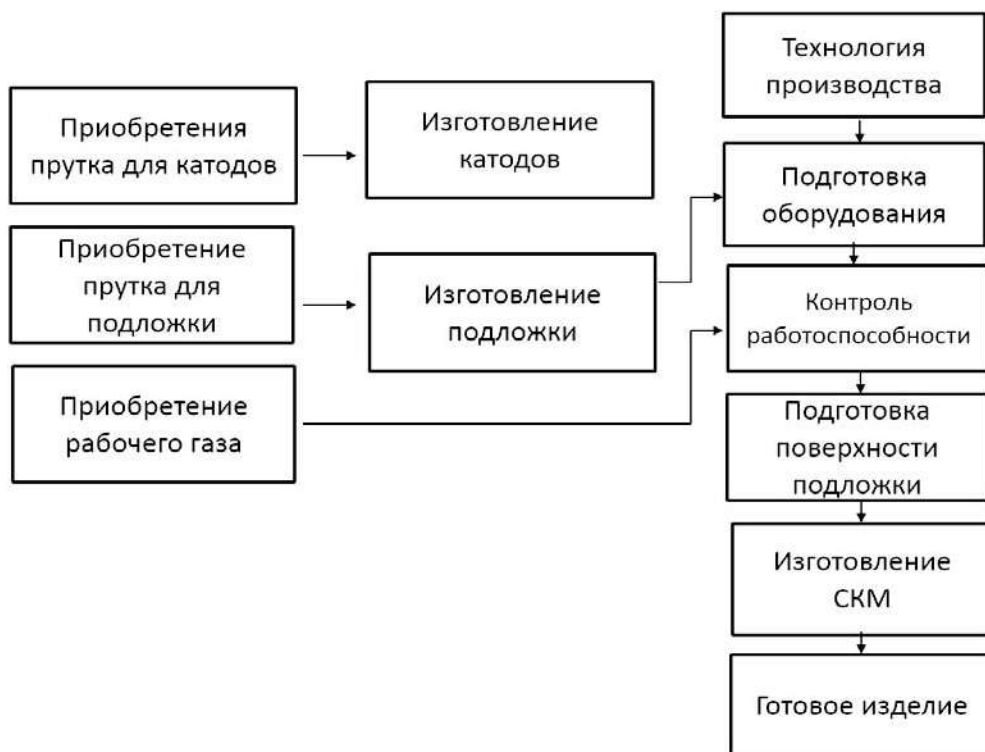 Технология
производства
Приобретения
прутка для катодов
Изготовление
катодов
Подготовка
оборудования
Приобретение
прутка для
подложки
Изготовление
подложки
Контроль
работоспособности
Приобретение
рабочего газа
Подготовка
поверхности
подложки
Изготовление
СКМ
Готовое изделие